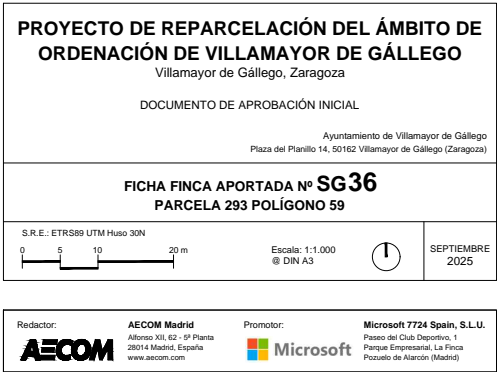 PROYECTO DE REPARCELACIÓN DEL ÁMBITO DE
ORDENACIÓN DE VILLAMAYOR DE GÁLLEGO
Villamayor de Gállego, Zaragoza
DOCUMENTO DE APROBACIÓN INICIAL
Ayuntamiento de Villamayor de Gállego
Plaza del Planillo 14, 50162 Villamayor de Gállego (Zaragoza)
FICHA FINCA APORTADA Nº SG36
PARCELA 293 POLÍGONO 59
S.R.E.: ETRS89 UTM Huso 30N
0 5 10 20 m
Escala: 1:1.000
@ DIN A3
SEPTIEMBRE
2025
Redactor:
AECOM
AECOM Madrid
Alfonso XII, 62 - 5ª Planta
28014 Madrid, España
www.aecom.com
Promotor:
Microsoft
Microsoft 7724 Spain, S.L.U.
Paseo del Club Deportivo, 1
Parque Empresarial, La Finca
Pozuelo de Alarcón (Madrid)